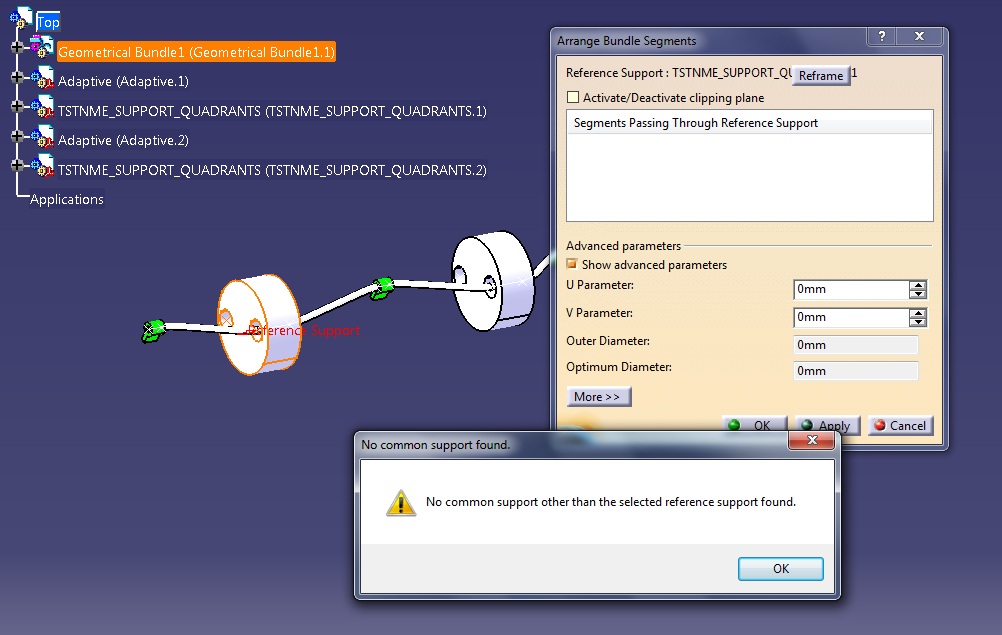 Top
Geometrical Bundle1 (Geometrical Bundle1.1)
Adaptive (Adaptive.1)
TSTNME_SUPPORT_QUADRANTS (TSTNME_SUPPORT_QUADRANTS.1)
Adaptive (Adaptive.2)
TSTNME_SUPPORT_QUADRANTS (TSTNME_SUPPORT_QUADRANTS.2)
Applications
Reference Support
Arrange Bundle Segments
?
Reference Support : TSTNME_SUPPORT_QU
Reframe
1
Activate/Deactivate clipping plane
Segments Passing Through Reference Support
Advanced parameters
Show advanced parameters
U Parameter: 0mm
V Parameter: 0mm
Outer Diameter: 0mm
Optimum Diameter: 0mm
More >>
OK Apply Cancel
No common support found.
No common support other than the selected reference support found.
OK